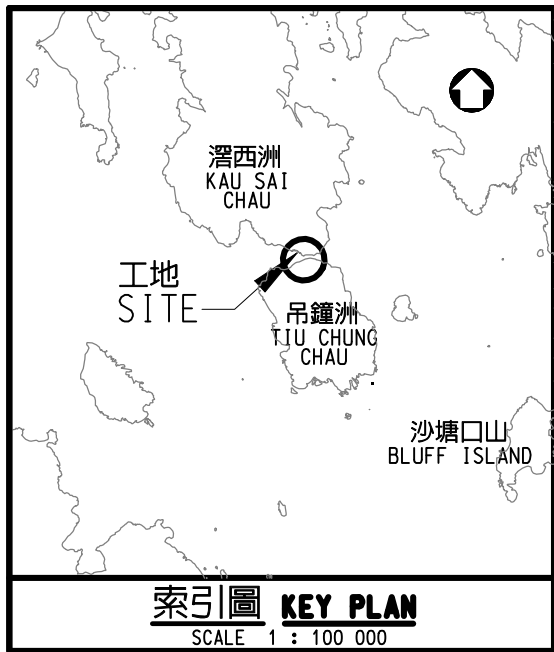 滘西洲
KAU SAI
CHAU
工地
SITE
吊鐘洲
TIU CHUNG
CHAU
沙塘口山
BLUFF ISLAND
索引圖 KEY PLAN
SCALE 1 : 100 000